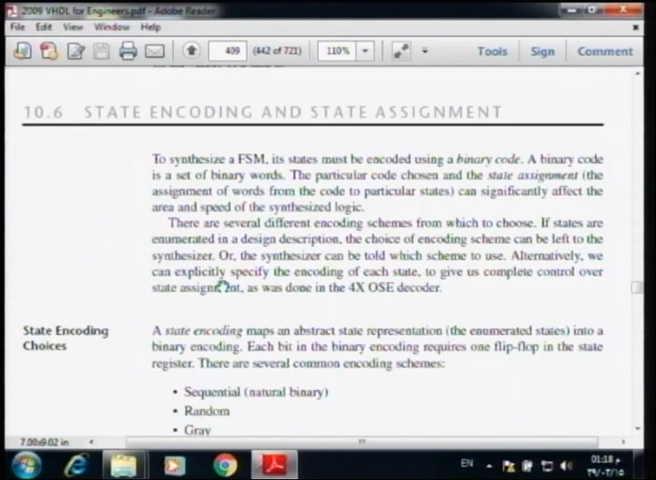 2009 VHDL for Engineers.pdf - Adobe Reader
File Edit View Window Help
409 (442 of 721) 110% Tools Sign Comment
10.6 STATE ENCODING AND STATE ASSIGNMENT
To synthesize a FSM, its states must be encoded using a binary code. A binary code
is a set of binary words. The particular code chosen and the state assignment (the
assignment of words from the code to particular states) can significantly affect the
area and speed of the synthesized logic.
There are several different encoding schemes from which to choose. If states are
enumerated in a design description, the choice of encoding scheme can be left to the
synthesizer. Or, the synthesizer can be told which scheme to use. Alternatively, we
can explicitly specify the encoding of each state, to give us complete control over
state assignment, as was done in the 4X OSE decoder.
State Encoding
Choices
A state encoding maps an abstract state representation (the enumerated states) into a
binary encoding. Each bit in the binary encoding requires one flip-flop in the state
register. There are several common encoding schemes:
• Sequential (natural binary)
• Random
• Gray
7.00x9.02 in
EN
01:18 م